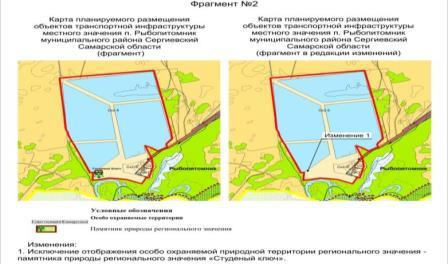 Фрагмент №2
Карта планируемого размещения
объектов транспортной инфраструктуры
местного значения п. Рыбопитомник
муниципального района Сергиевский
Самарской области
(фрагмент)
Карта планируемого размещения
объектов транспортной инфраструктуры
местного значения п. Рыбопитомник
муниципального района Сергиевский
Самарской области
(фрагмент в редакции изменений)
Изменение 1
Рыбопитомник
Рыбопитомник
Условные обозначения
Особо охраняемые территории
Памятник природы регионального значения
Изменения:
1. Исключение отображения особо охраняемой природной территории регионального значения -
памятника природы регионального значения «Студеный ключ».